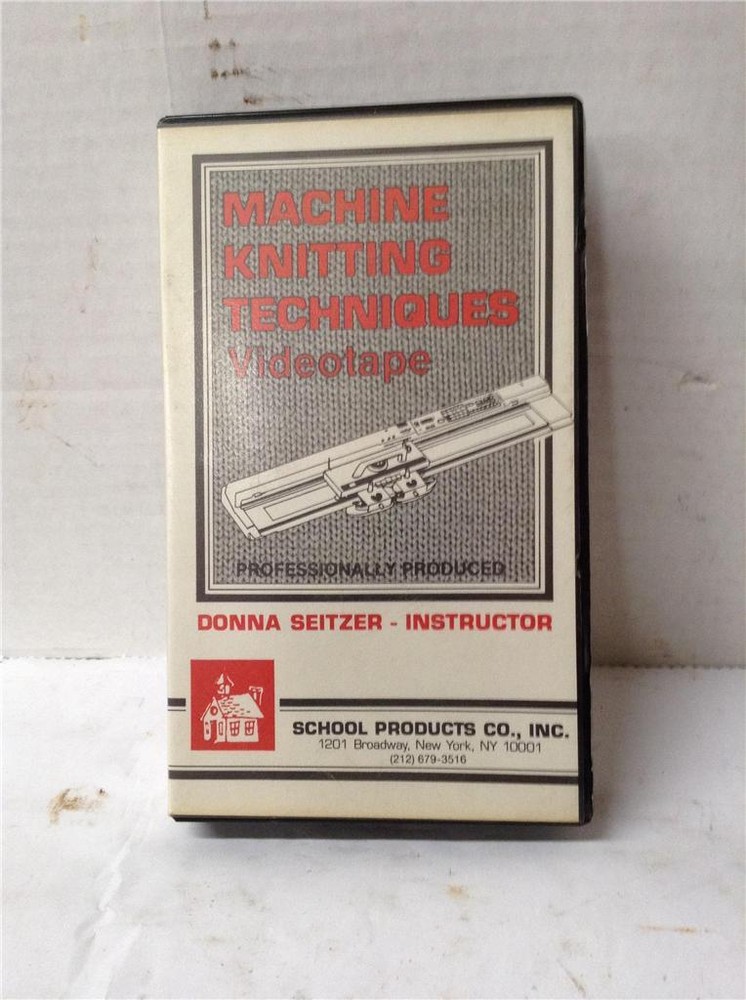 MACHINE
KNITTING
TECHNIQUES
Videotape
PROFESSIONALLY PRODUCED
DONNA SEITZER - INSTRUCTOR
SCHOOL PRODUCTS CO., INC.
1201 Broadway, New York, NY 10001
(212) 679-3516